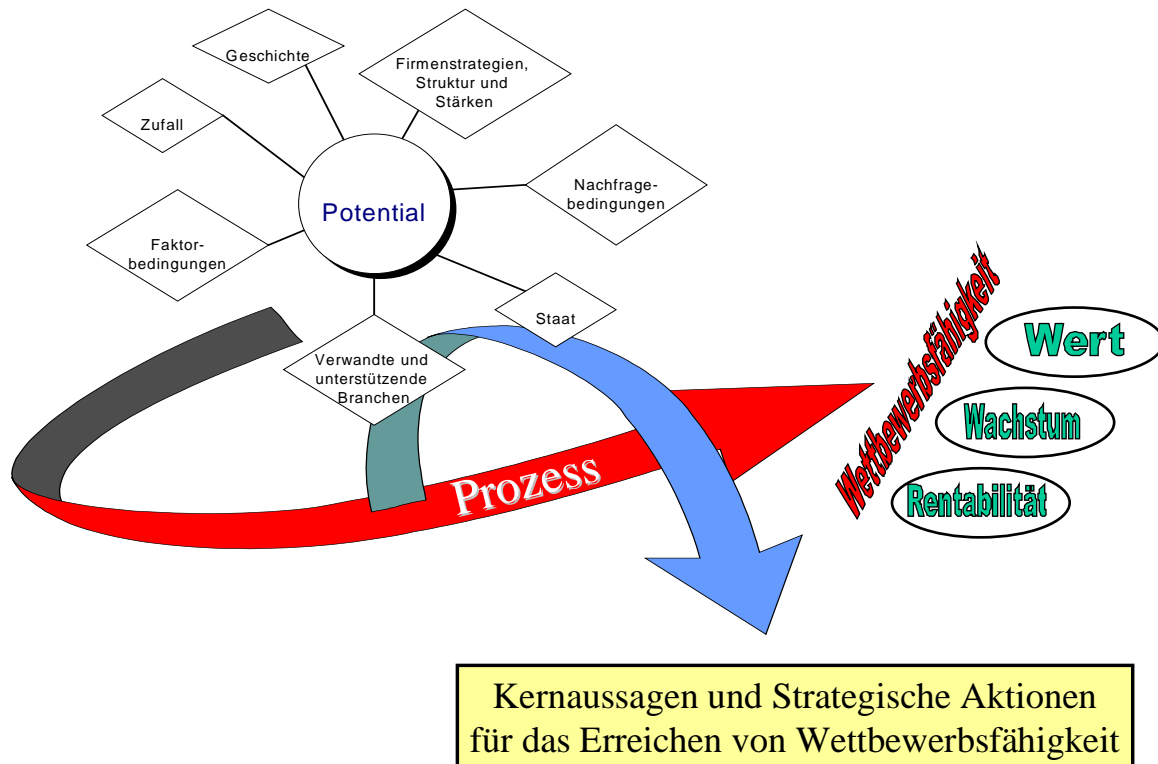 Geschichte
Firmenstrategien,
Struktur und
Stärken
Zufall
Potential
Nachfrage-
bedingungen
Faktor-
bedingungen
Staat
Verwandte und
unterstützende
Branchen
Prozess
Wettbewerbsfähigkeit
Wert
Wachstum
Rentabilität
Kernaussagen und Strategische Aktionen
für das Erreichen von Wettbewerbsfähigkeit